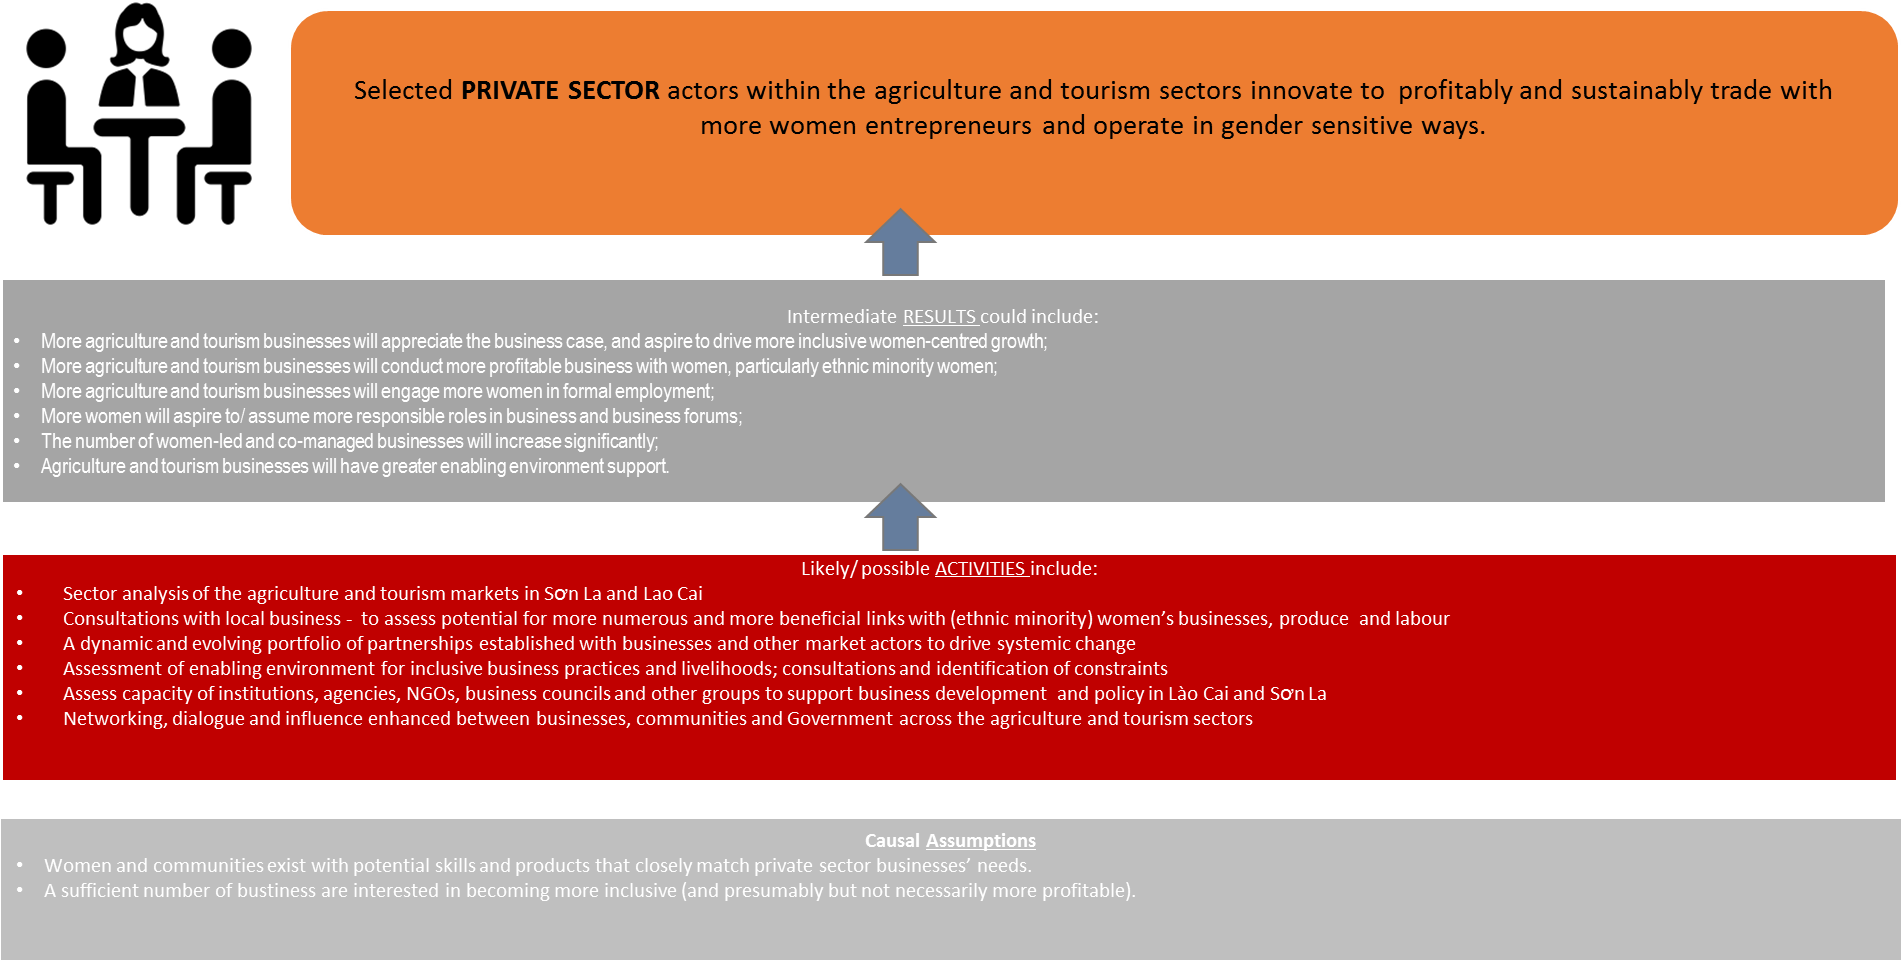 Selected PRIVATE SECTOR actors within the agriculture and tourism sectors innovate to profitably and sustainably trade with
more women entrepreneurs and operate in gender sensitive ways.
Intermediate RESULTS could include:
• More agriculture and tourism businesses will appreciate the business case, and aspire to drive more inclusive women-centred growth;
• More agriculture and tourism businesses will conduct more profitable business with women, particularly ethnic minority women;
• More agriculture and tourism businesses will engage more women in formal employment;
• More women will aspire to/ assume more responsible roles in business and business forums;
• The number of women-led and co-managed businesses will increase significantly;
• Agriculture and tourism businesses will have greater enabling environment support.
Likely/ possible ACTIVITIES include:
• Sector analysis of the agriculture and tourism markets in Sơn La and Lao Cai
• Consultations with local business - to assess potential for more numerous and more beneficial links with (ethnic minority) women’s businesses, produce and labour
• A dynamic and evolving portfolio of partnerships established with businesses and other market actors to drive systemic change
• Assessment of enabling environment for inclusive business practices and livelihoods; consultations and identification of constraints
• Assess capacity of institutions, agencies, NGOs, business councils and other groups to support business development and policy in Lào Cai and Sơn La
• Networking, dialogue and influence enhanced between businesses, communities and Government across the agriculture and tourism sectors
Causal Assumptions
• Women and communities exist with potential skills and products that closely match private sector businesses’ needs.
• A sufficient number of bustiness are interested in becoming more inclusive (and presumably but not necessarily more profitable).